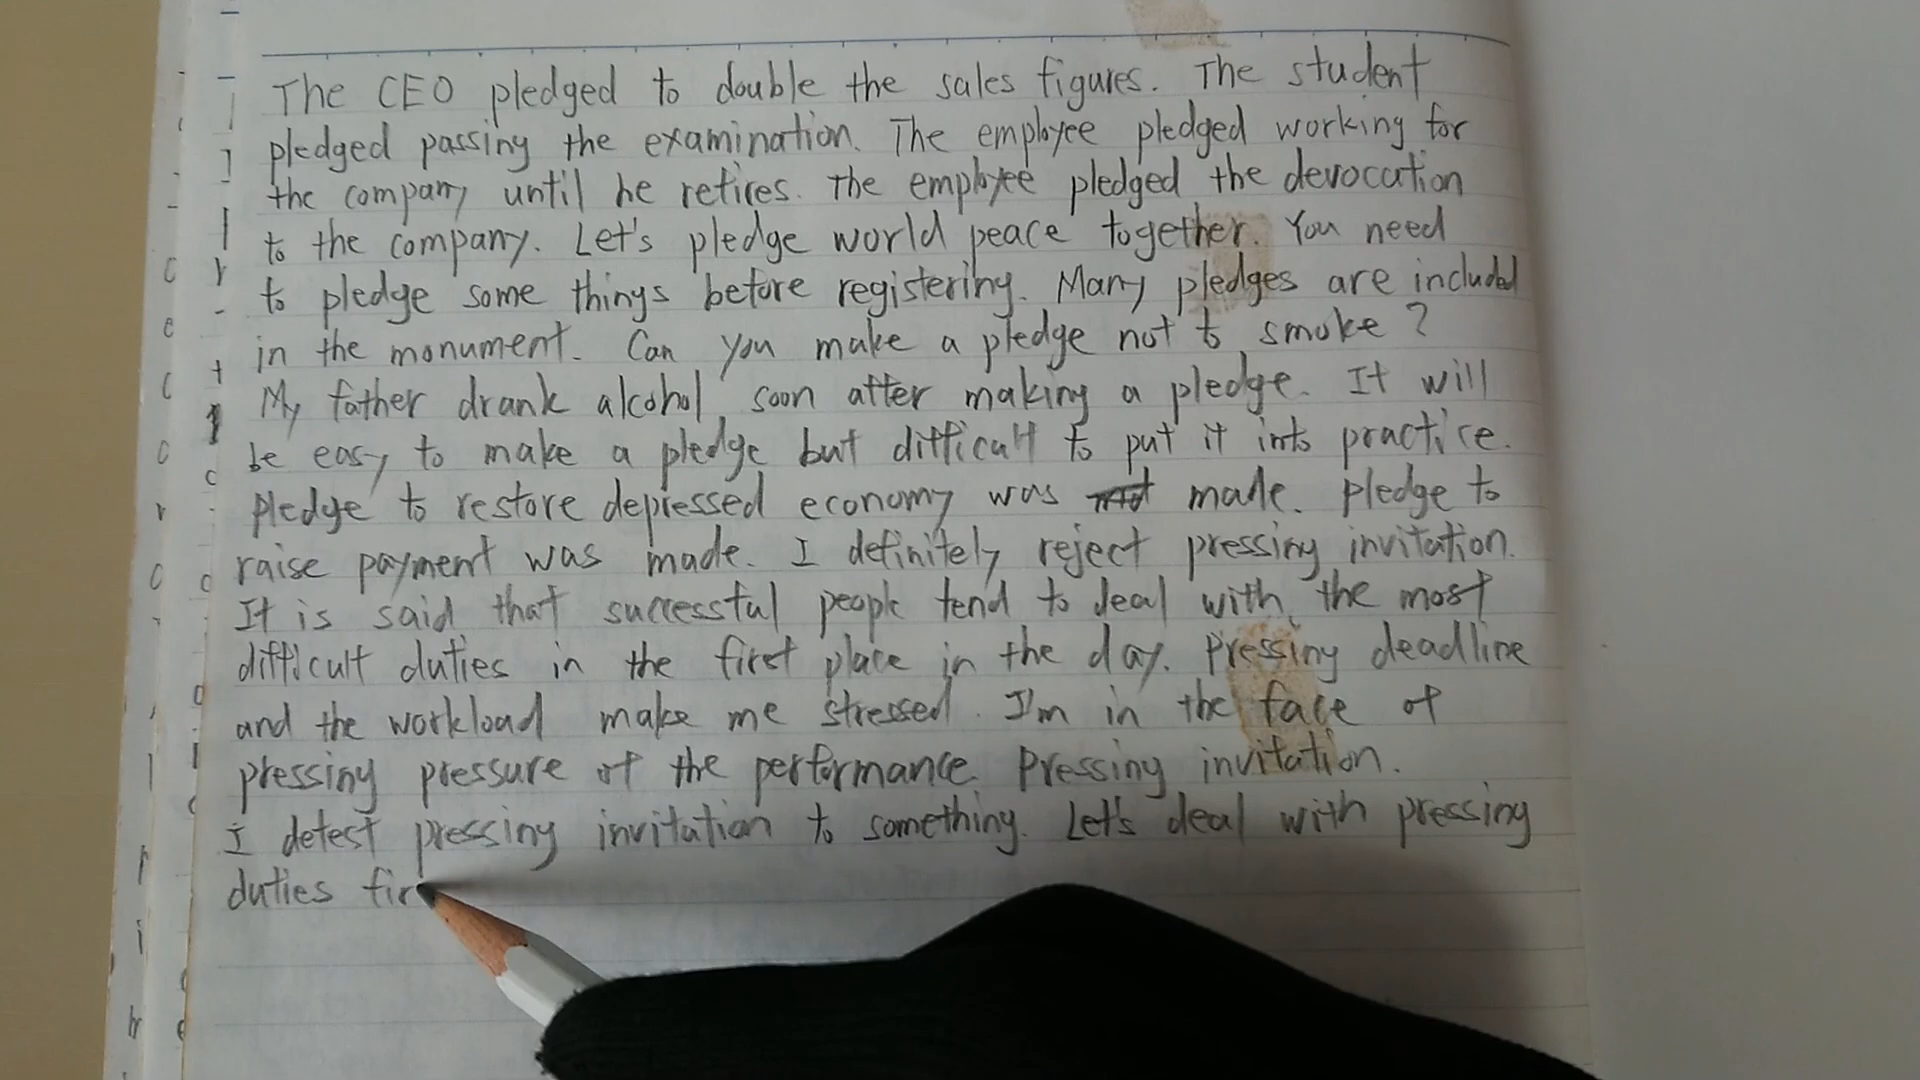 The CEO pledged to double the sales figures. The student
pledged passing the examination. The employee pledged working for
the company until he retires. The employee pledged the devocation
to the company. Let's pledge world peace together. You need
to pledge some things before registering. Many pledges are included
in the monument. Can you make a pledge not to smoke?
My father drank alcohol soon after making a pledge. It will
be easy to make a pledge but difficult to put it into practice.
Pledge to restore depressed economy was made. Pledge to
raise payment was made. I definitely reject pressing invitation.
It is said that successful people tend to deal with the most
difficult duties in the first place in the day. Pressing deadline
and the workload make me stressed. I'm in the face of
pressing pressure of the performance. Pressing invitation.
I detest pressing invitation to something. Let's deal with pressing
duties fir